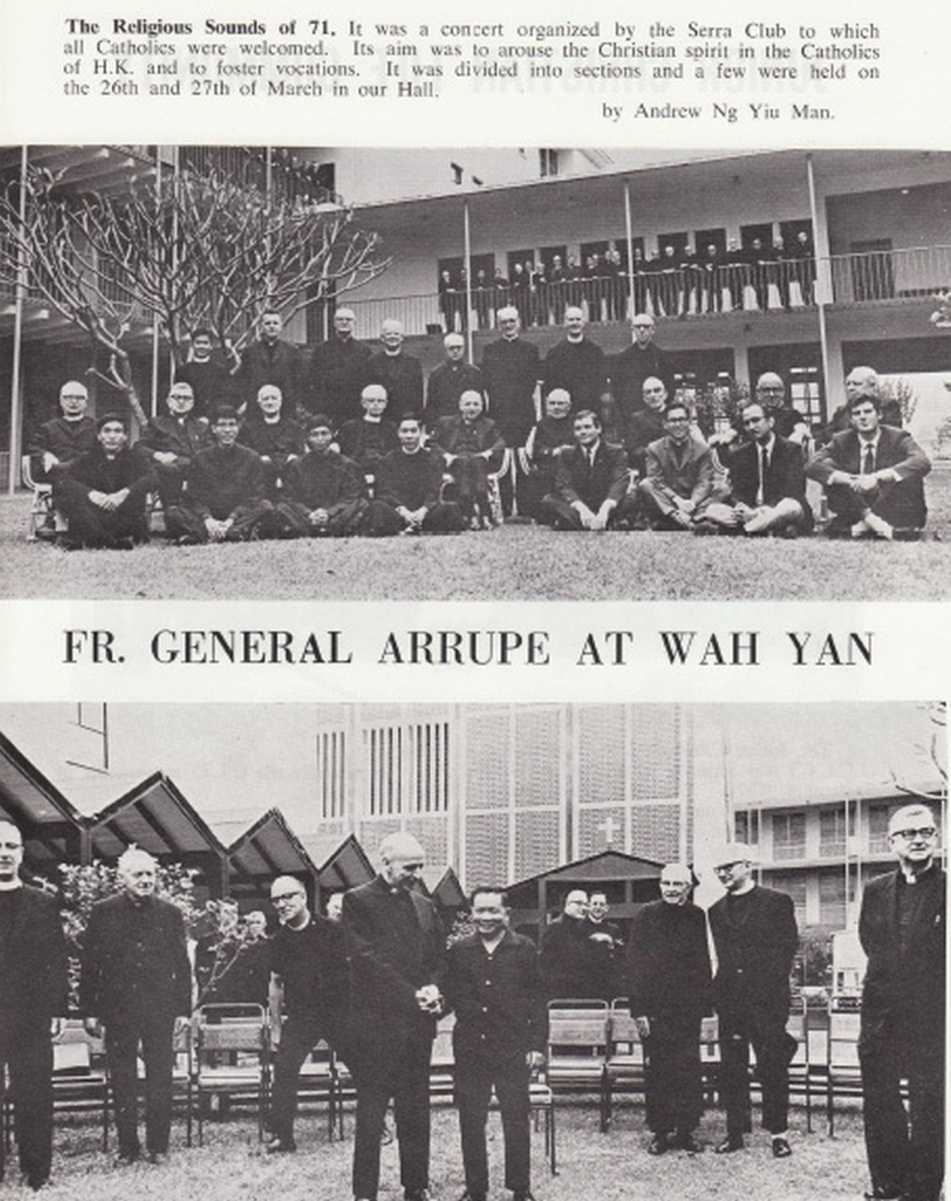 The Religious Sounds of 71. It was a concert organized by the Serra Club to which
all Catholics were welcomed. Its aim was to arouse the Christian spirit in the Catholics
of H.K. and to foster vocations. It was divided into sections and a few were held on
the 26th and 27th of March in our Hall.
by Andrew Ng Yiu Man.
FR. GENERAL ARRUPE AT WAH YAN